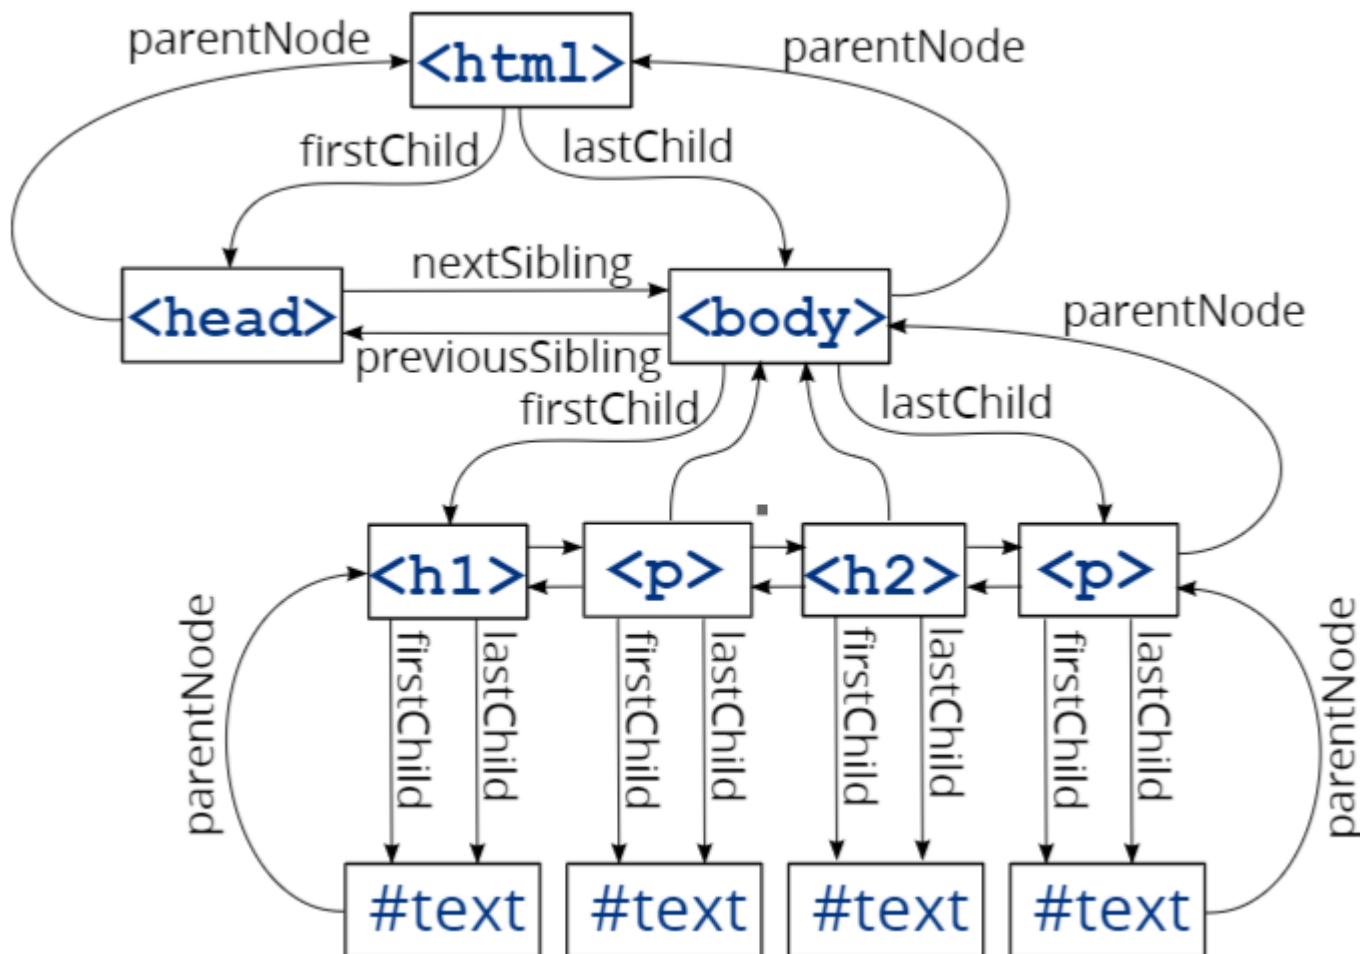 parentNode
<html>
parentNode
firstChild
lastChild
<head>
nextSibling
previousSibling
<body>
parentNode
firstChild
lastChild
<h1>
<p>
<h2>
<p>
parentNode
firstChild
lastChild
firstChild
lastChild
firstChild
lastChild
firstChild
lastChild
parentNode
#text
#text
#text
#text